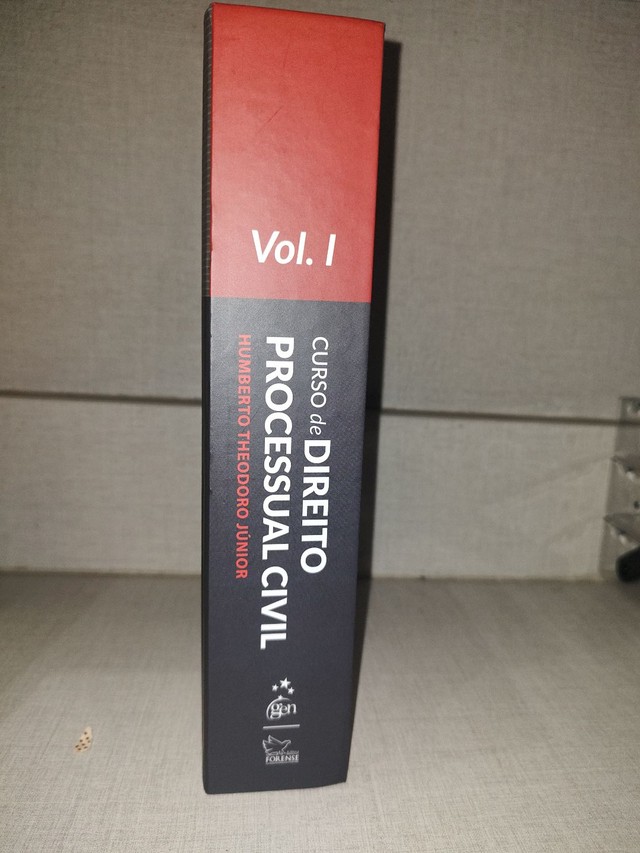 Vol. I
CURSO de DIREITO
PROCESSUAL CIVIL
HUMBERTO THEODORO JÚNIOR
gen
FORENSE